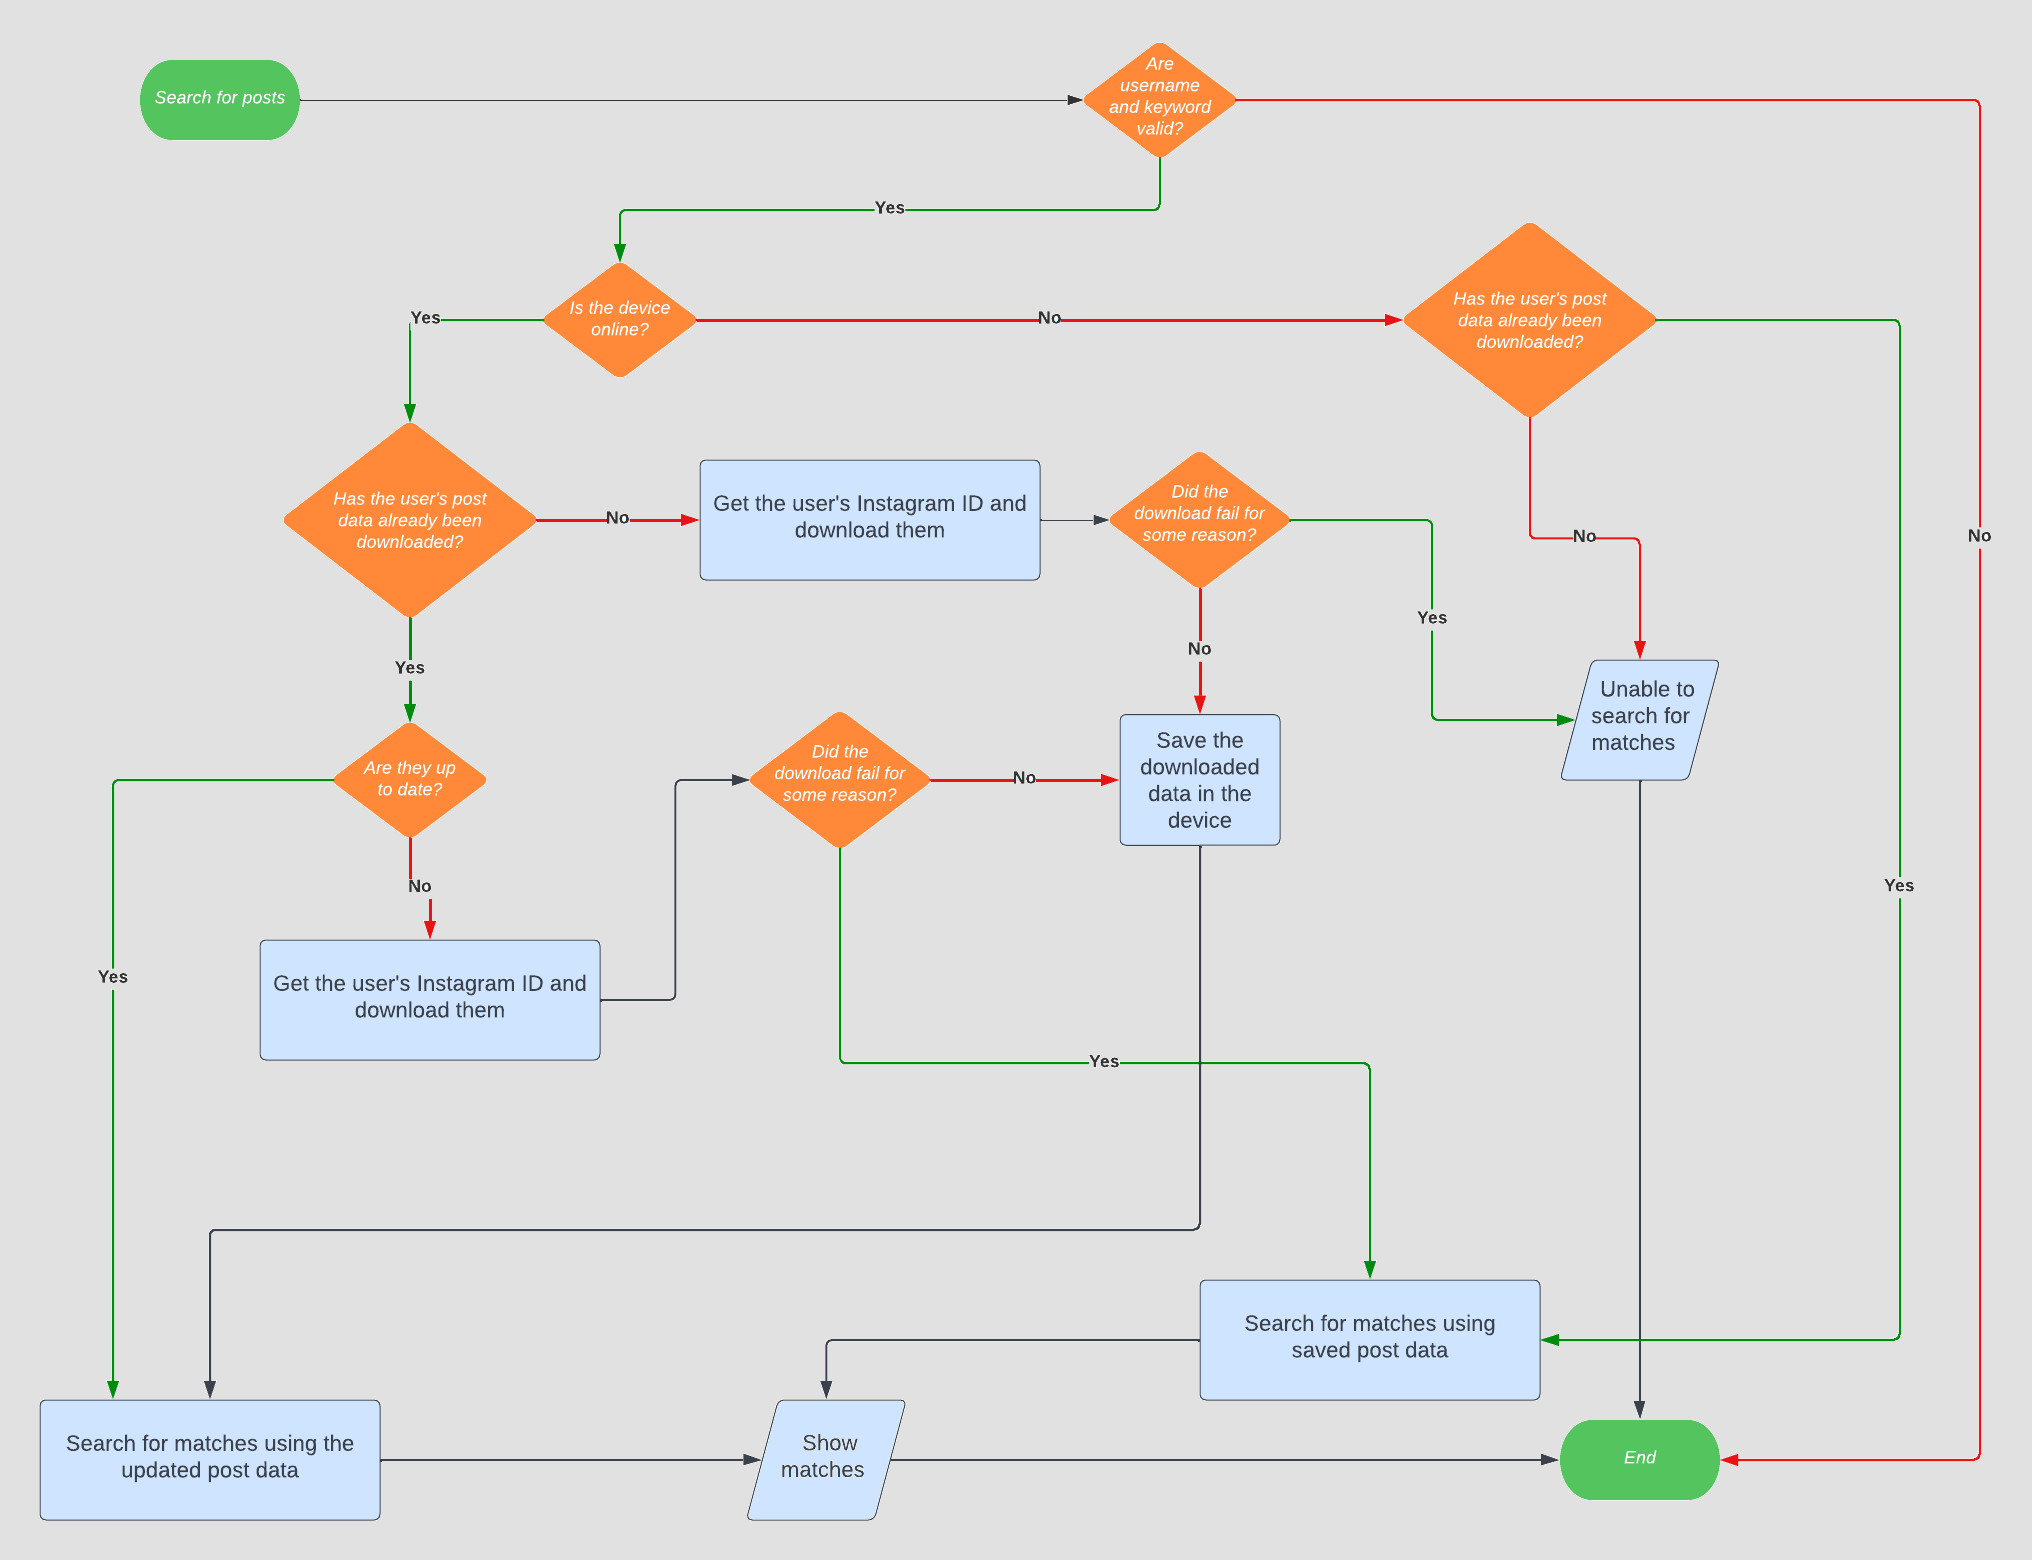 Search for posts
Are
username
and keyword
valid?
Yes
No
Is the device
online?
Yes
No
Has the user's post
data already been
downloaded?
No
Yes
Has the user's post
data already been
downloaded?
No
Yes
Get the user's Instagram ID and
download them
Did the
download fail for
some reason?
Yes
No
Unable to
search for
matches
Are they up
to date?
Yes
No
Did the
download fail for
some reason?
No
Yes
Save the
downloaded
data in the
device
Get the user's Instagram ID and
download them
Search for matches using
saved post data
Search for matches using the
updated post data
Show
matches
End